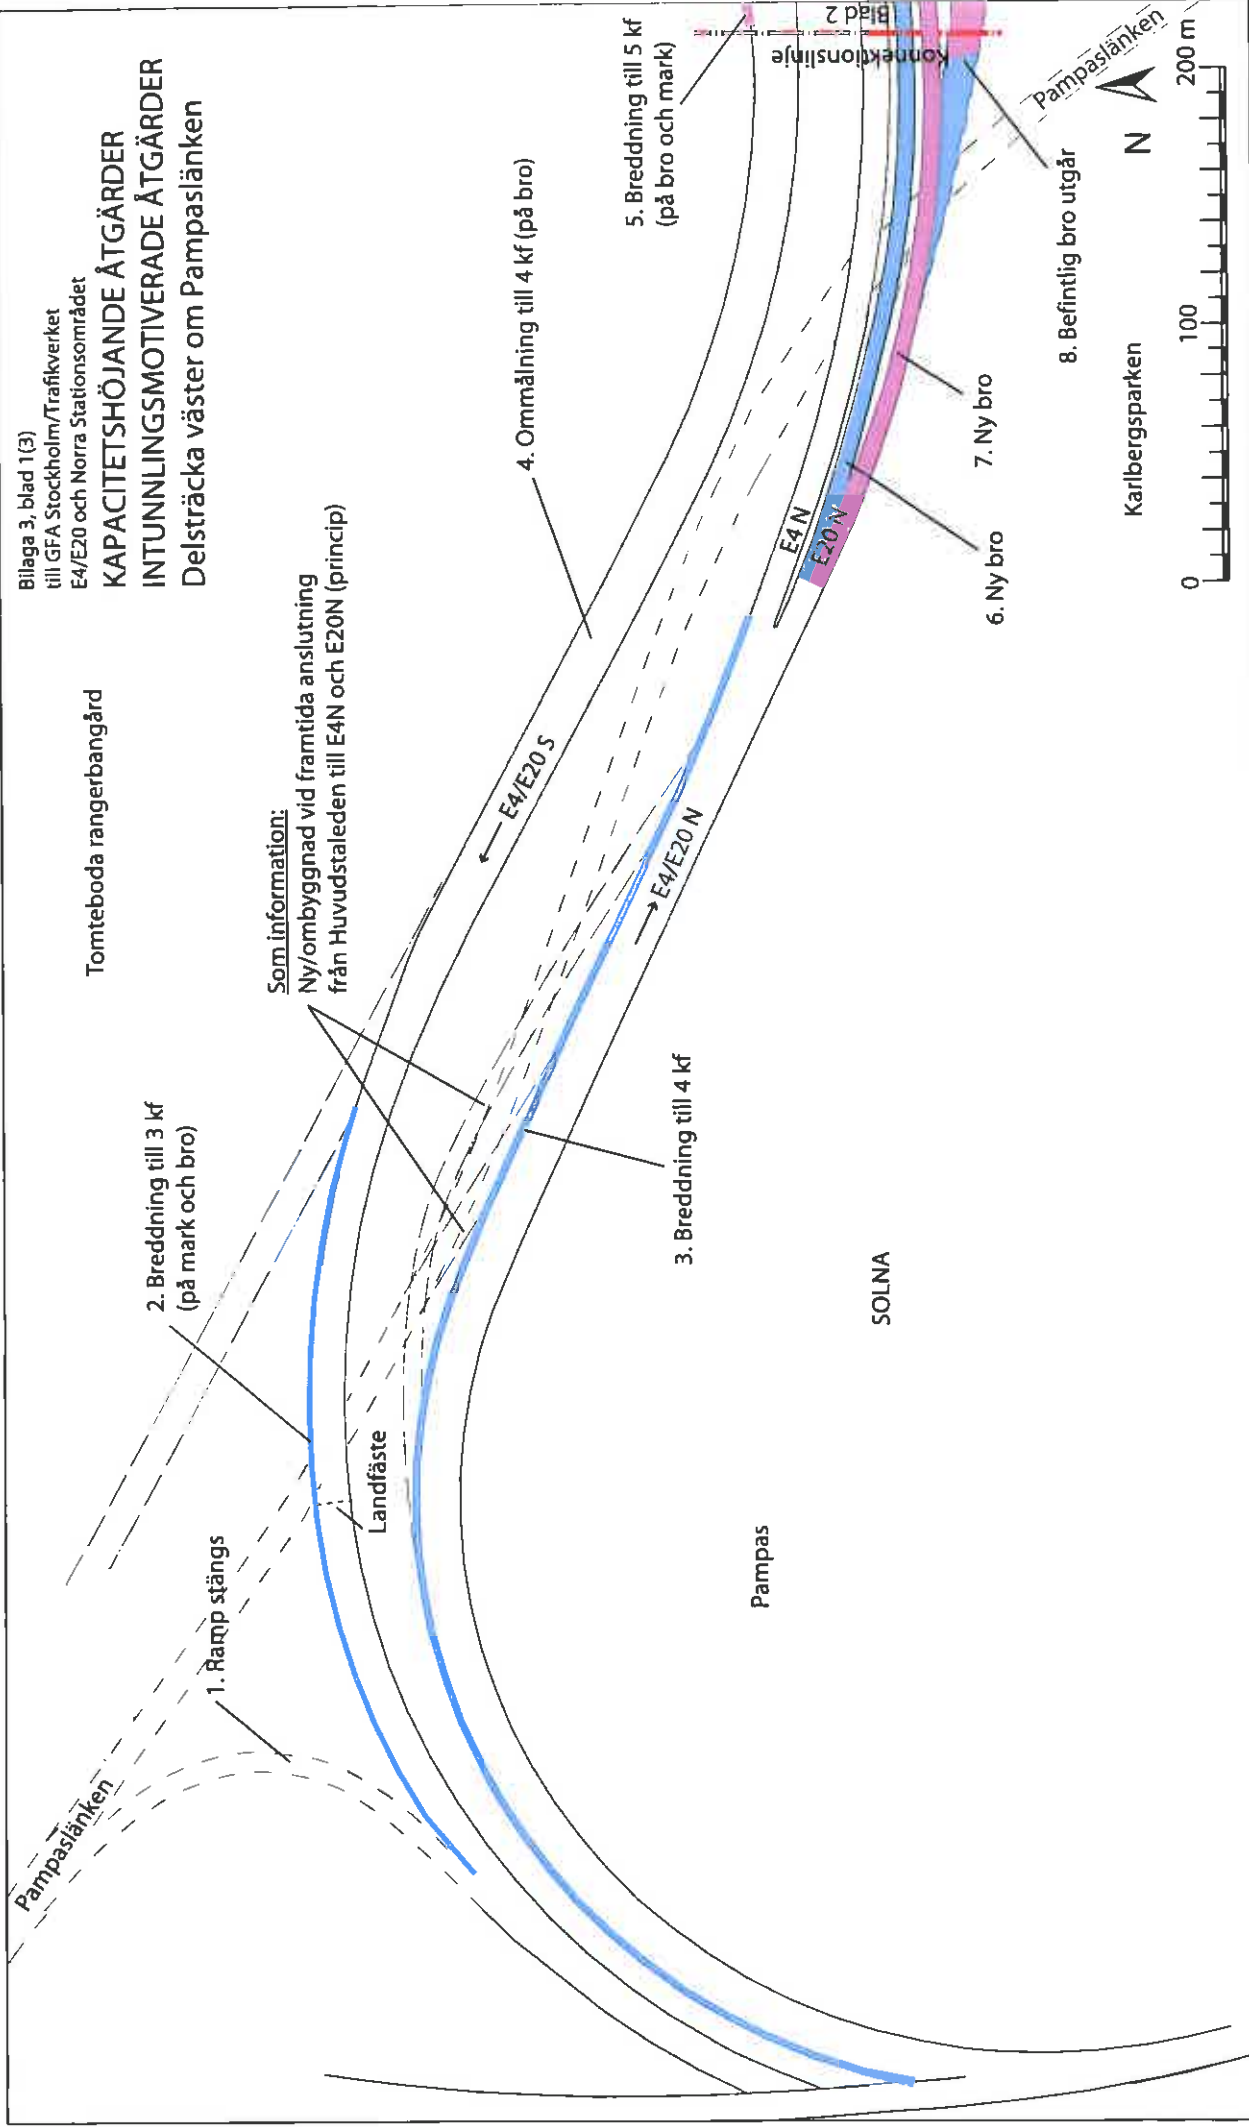 Bilaga 3, blad 1(3)
till GFA Stockholm/Trafikverket
E4/E20 och Norra Stationsområdet
KAPACITETSHÖJANDE ÅTGÄRDER
INTUNNLINGSMOTIVERADE ÅTGÄRDER
Delsträcka väster om Pampaslänken
Tomteboda rangerbangård
Som information:
Ny/ombyggnad vid framtida anslutning
från Huvudstaleden till E4N och E20N (princip)
Pampaslänken
1. Ramp stängs
2. Breddning till 3 kf
(på mark och bro)
Landfäste
3. Breddning till 4 kf
4. Ommålning till 4 kf (på bro)
5. Breddning till 5 kf
(på bro och mark)
Konnektionslinje
Blad 2
E4/E20 S
E4/E20 N
E4 N
E20 N
6. Ny bro
7. Ny bro
8. Befintlig bro utgår
Pampaslänken
Pampas
SOLNA
Karlbergsparken
N
0
100
200 m